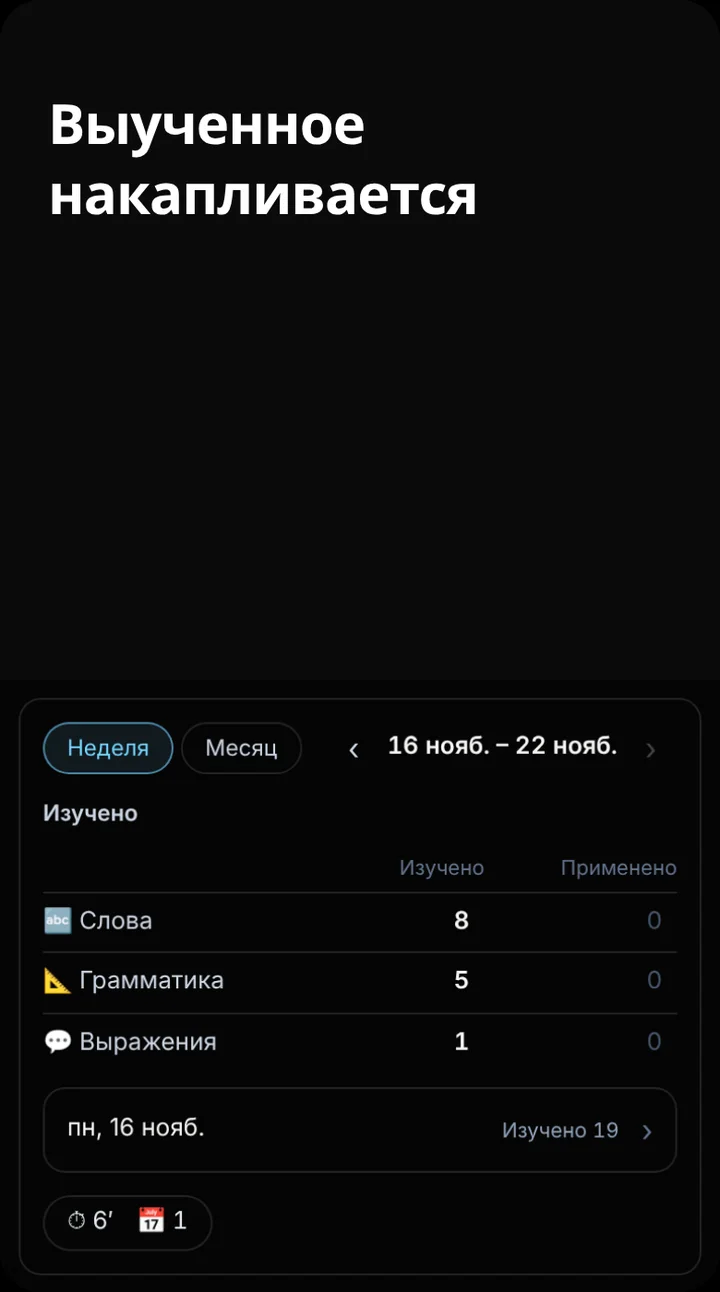 Выученное
накапливается
Неделя Месяц ‹ 16 нояб. – 22 нояб. ›
Изучено
Изучено Применено
🔤 Слова 8 0
📐 Грамматика 5 0
💬 Выражения 1 0
пн, 16 нояб. Изучено 19 ›
⏱ 6′ 📅 1